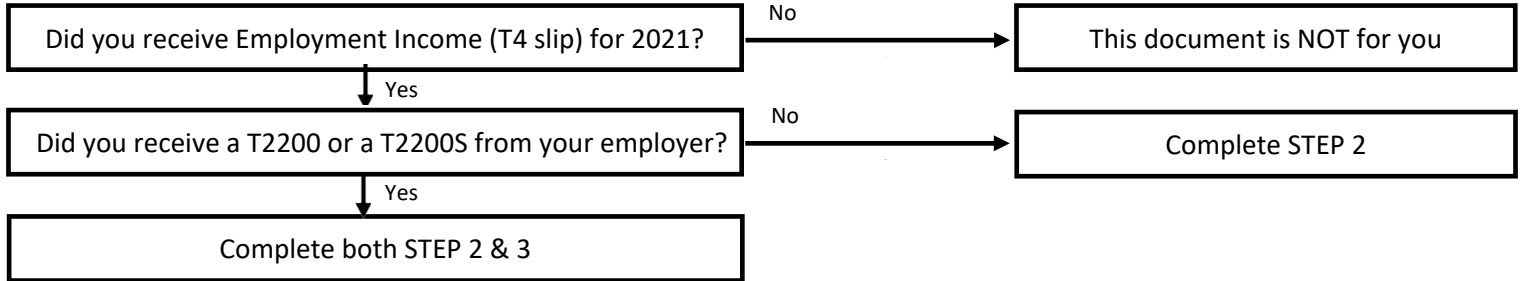 Did you receive Employment Income (T4 slip) for 2021?
No
This document is NOT for you
Yes
Did you receive a T2200 or a T2200S from your employer?
No
Complete STEP 2
Yes
Complete both STEP 2 & 3